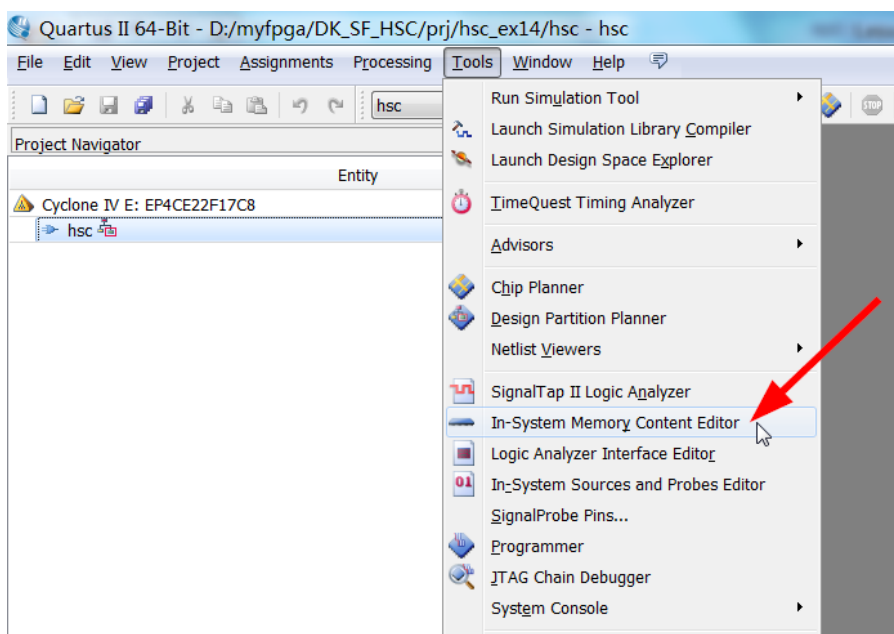 Quartus II 64-Bit - D:/myfpga/DK_SF_HSC/prj/hsc_ex14/hsc - hsc
File Edit View Project Assignments Processing Tools Window Help
hsc
STOP
Project Navigator
Entity
Cyclone IV E: EP4CE22F17C8
hsc
Run Simulation Tool
Launch Simulation Library Compiler
Launch Design Space Explorer
TimeQuest Timing Analyzer
Advisors
Chip Planner
Design Partition Planner
Netlist Viewers
SignalTap II Logic Analyzer
In-System Memory Content Editor
Logic Analyzer Interface Editor
01 In-System Sources and Probes Editor
SignalProbe Pins...
Programmer
JTAG Chain Debugger
System Console